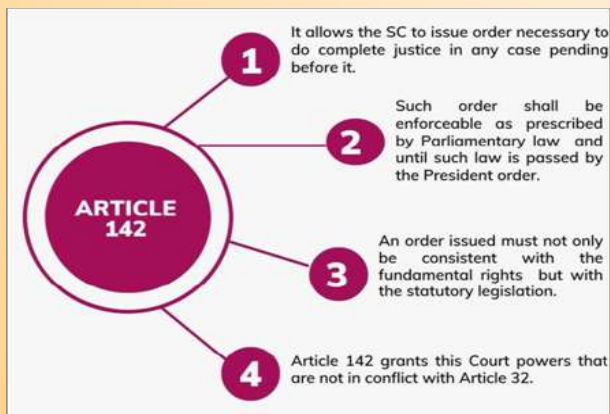 1
It allows the SC to issue order necessary to
do complete justice in any case pending
before it.
2
Such order shall be
enforceable as prescribed
by Parliamentary law and
until such law is passed by
the President order.
ARTICLE
142
3
An order issued must not only
be consistent with the
fundamental rights but with
the statutory legislation.
4
Article 142 grants this Court powers that
are not in conflict with Article 32.